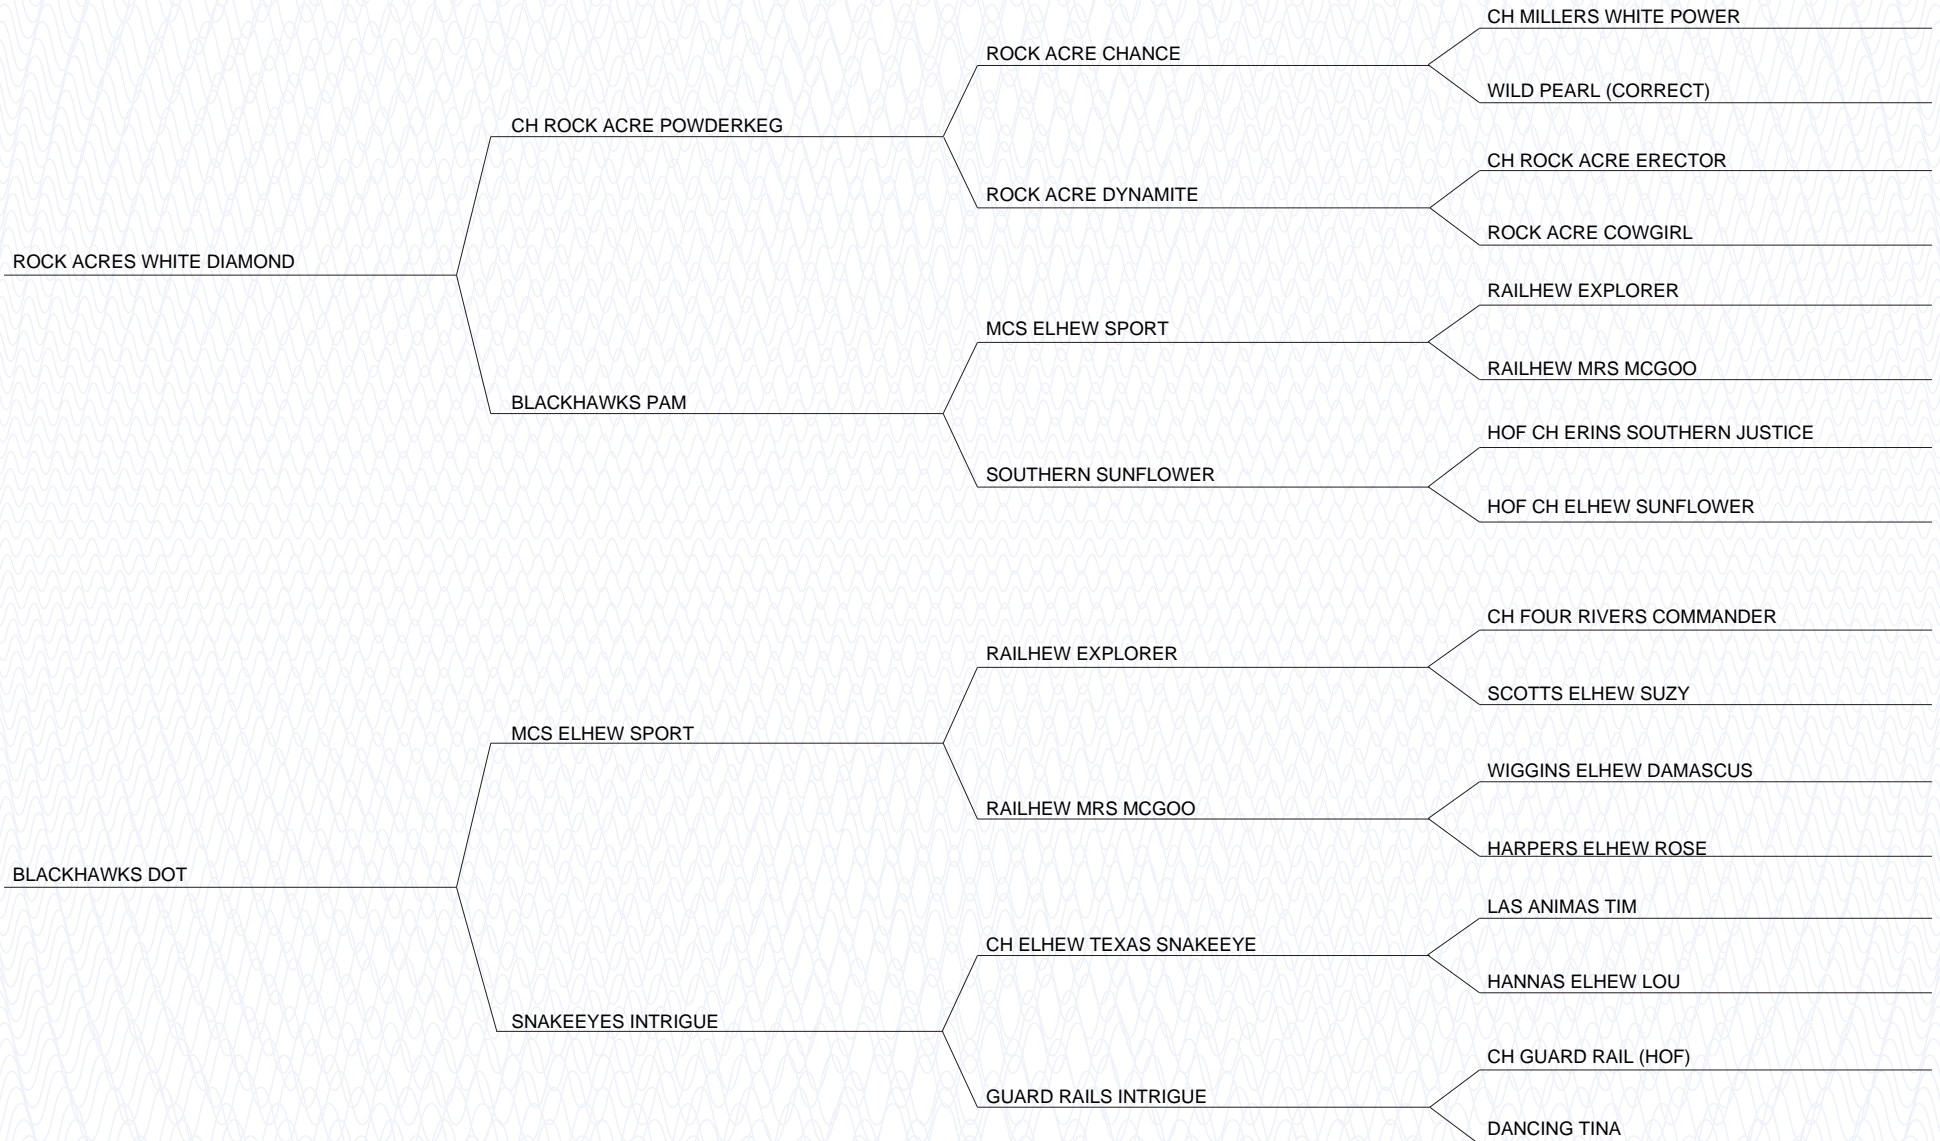 CH MILLERS WHITE POWER
ROCK ACRE CHANCE
WILD PEARL (CORRECT)
CH ROCK ACRE POWDERKEG
CH ROCK ACRE ERECTOR
ROCK ACRE DYNAMITE
ROCK ACRE COWGIRL
ROCK ACRES WHITE DIAMOND
RAILHEW EXPLORER
MCS ELHEW SPORT
RAILHEW MRS MCGOO
BLACKHAWKS PAM
HOF CH ERINS SOUTHERN JUSTICE
SOUTHERN SUNFLOWER
HOF CH ELHEW SUNFLOWER
CH FOUR RIVERS COMMANDER
RAILHEW EXPLORER
SCOTTS ELHEW SUZY
MCS ELHEW SPORT
WIGGINS ELHEW DAMASCUS
RAILHEW MRS MCGOO
HARPERS ELHEW ROSE
BLACKHAWKS DOT
LAS ANIMAS TIM
CH ELHEW TEXAS SNAKEEYE
HANNAS ELHEW LOU
SNAKEEYES INTRIGUE
CH GUARD RAIL (HOF)
GUARD RAILS INTRIGUE
DANCING TINA